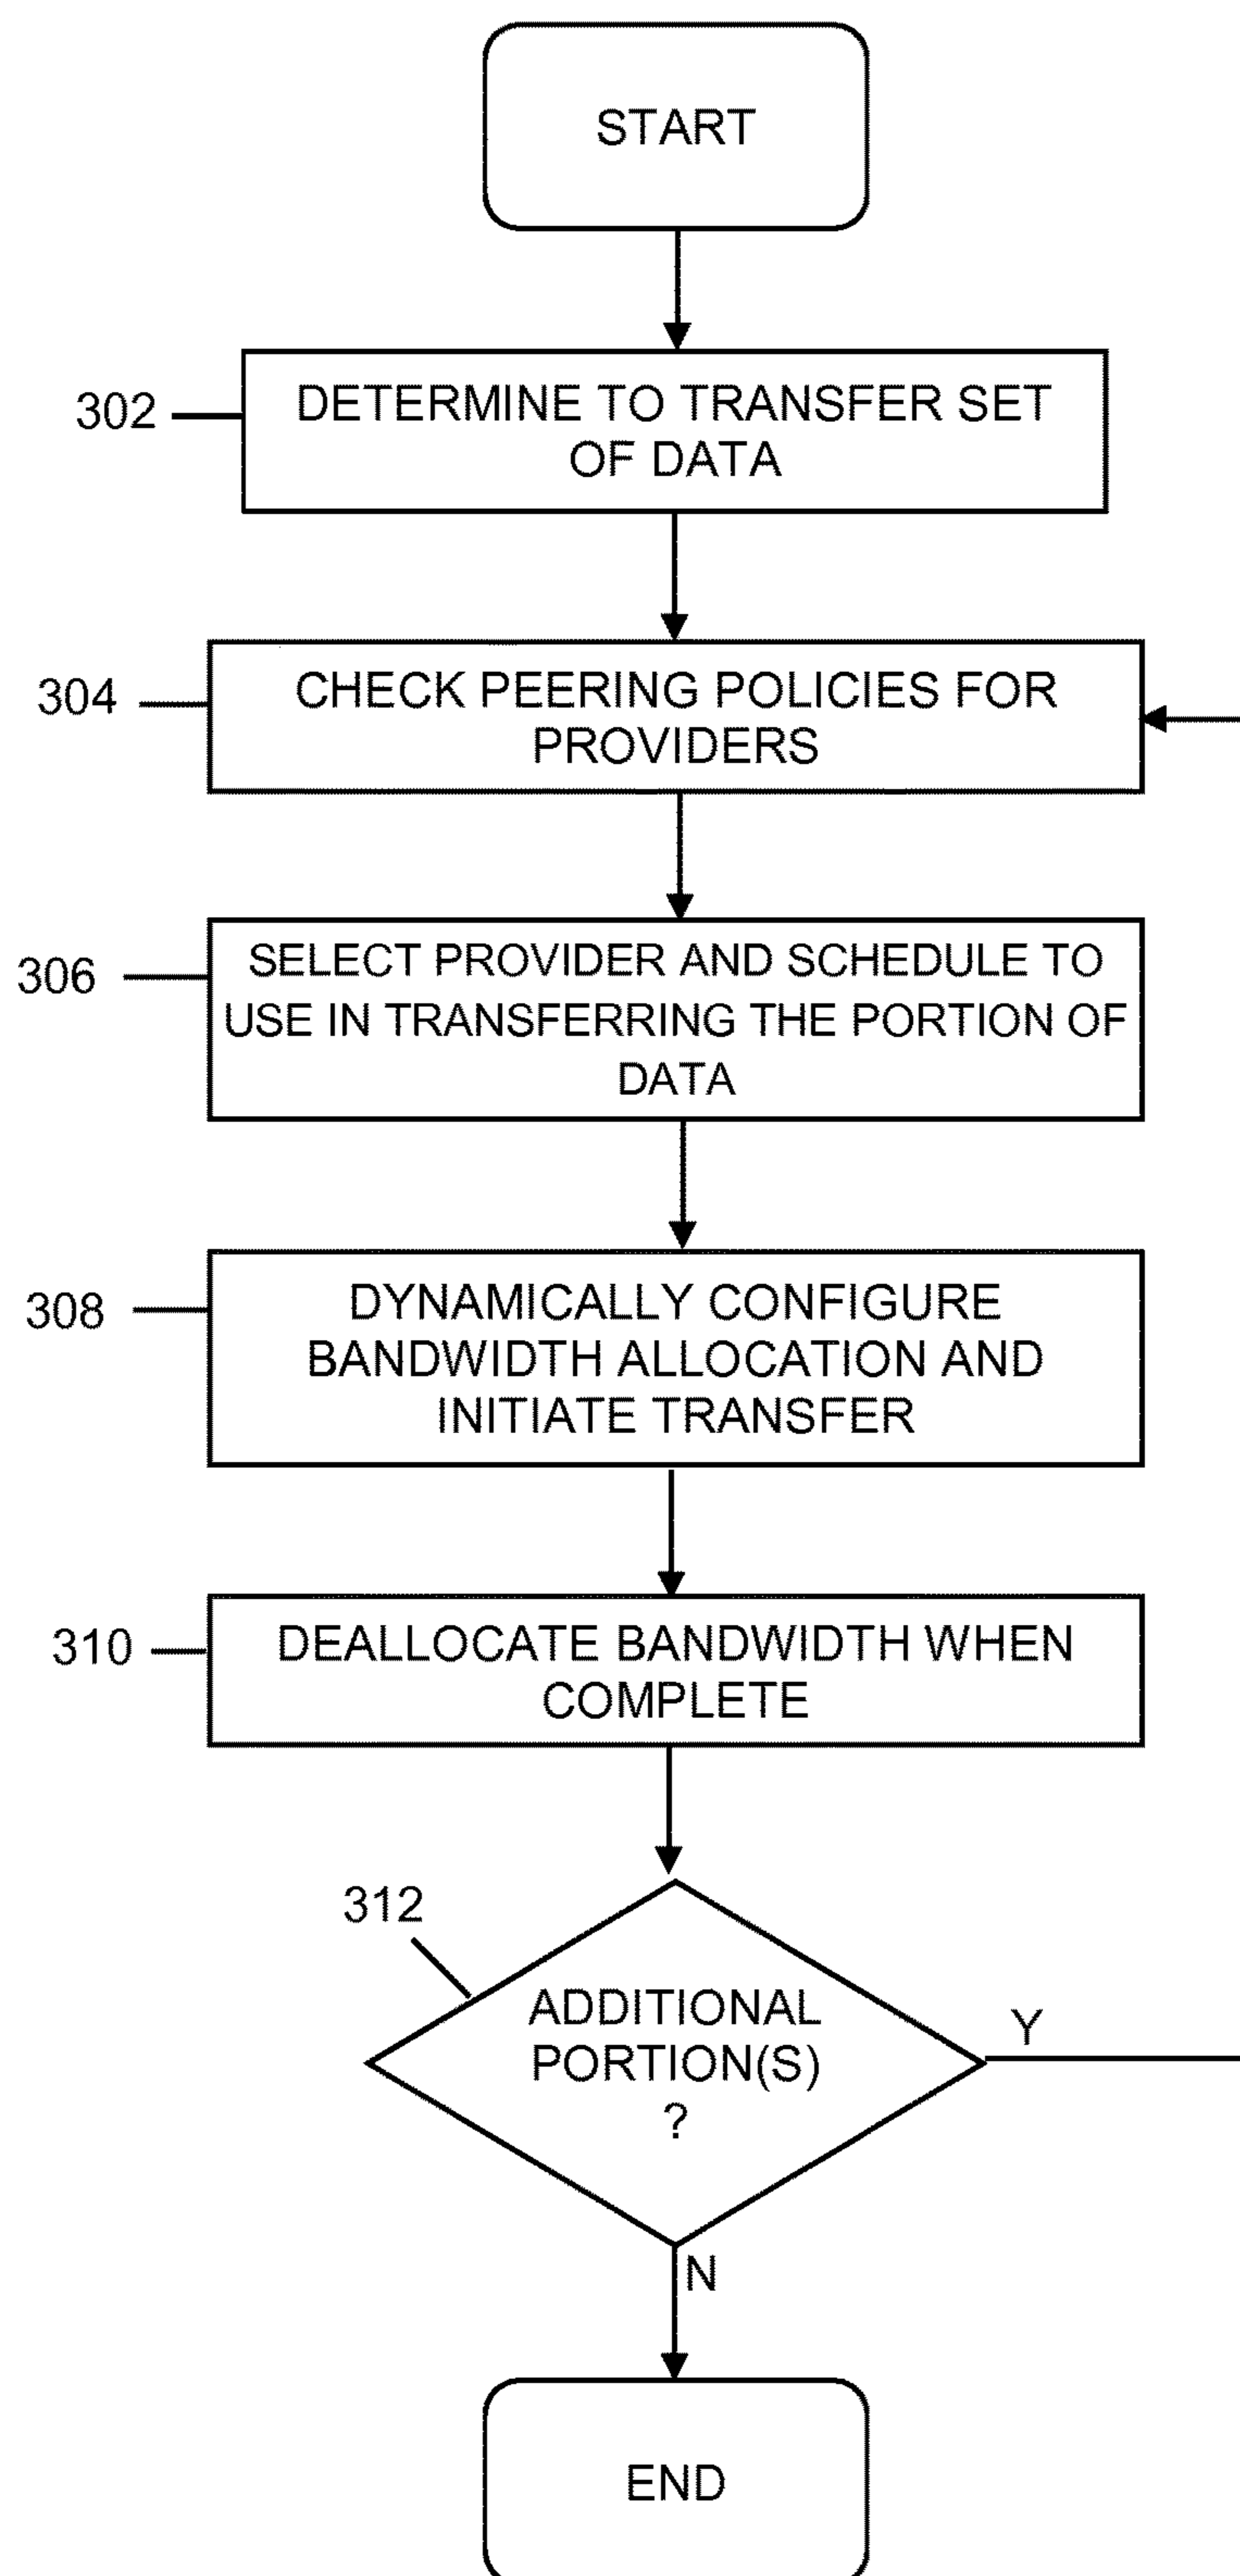 START
302
DETERMINE TO TRANSFER SET
OF DATA
304
CHECK PEERING POLICIES FOR
PROVIDERS
306
SELECT PROVIDER AND SCHEDULE TO
USE IN TRANSFERRING THE PORTION OF
DATA
308
DYNAMICALLY CONFIGURE
BANDWIDTH ALLOCATION AND
INITIATE TRANSFER
310
DEALLOCATE BANDWIDTH WHEN
COMPLETE
312
ADDITIONAL
PORTION(S)
?
Y
N
END